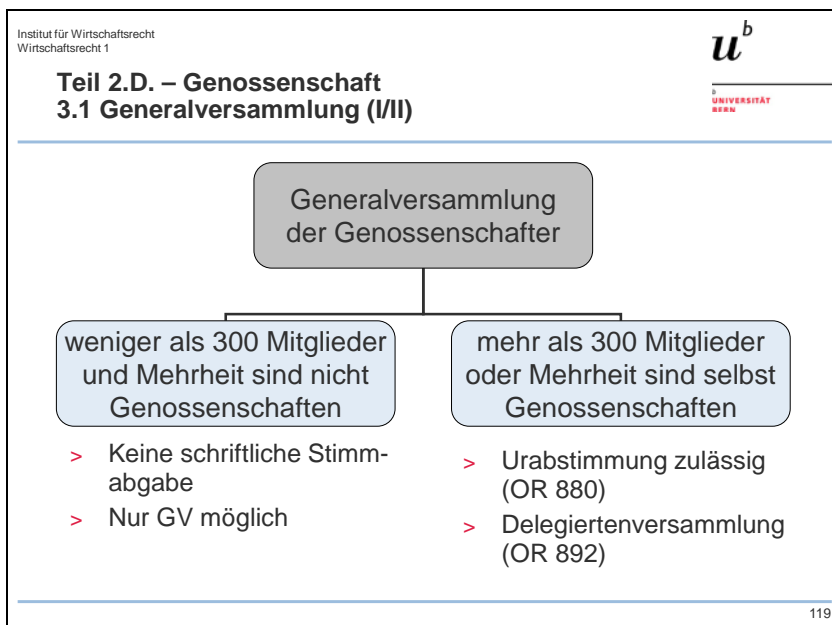 Institut für Wirtschaftsrecht
Wirtschaftsrecht 1
u^b
Teil 2.D. – Genossenschaft
3.1 Generalversammlung (I/II)
b
UNIVERSITÄT
BERN
Generalversammlung
der Genossenschafter
weniger als 300 Mitglieder
und Mehrheit sind nicht
Genossenschaften
mehr als 300 Mitglieder
oder Mehrheit sind selbst
Genossenschaften
> Keine schriftliche Stimm-
abgabe
> Nur GV möglich
> Urabstimmung zulässig
(OR 880)
> Delegiertenversammlung
(OR 892)
119